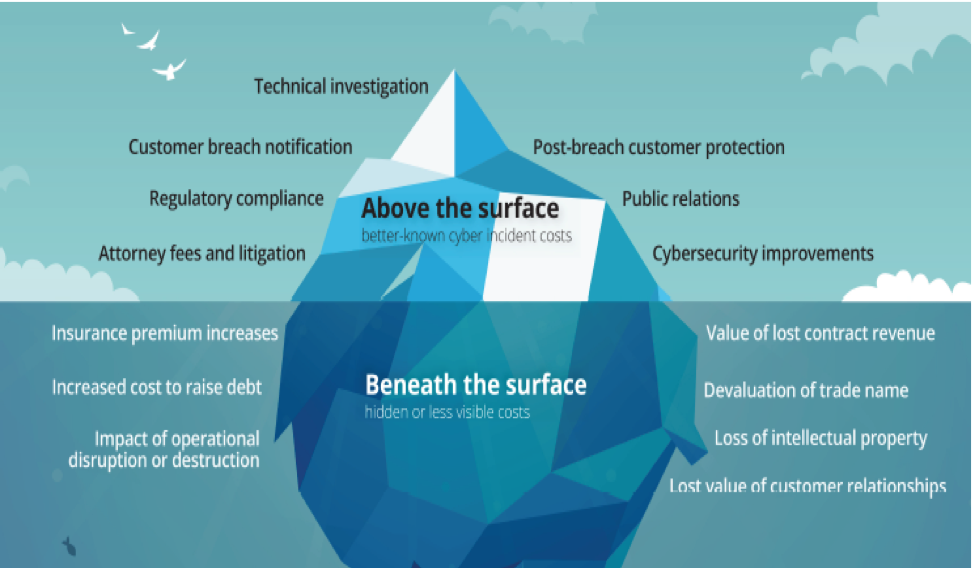 Technical investigation
Customer breach notification
Post-breach customer protection
Regulatory compliance
Public relations
Above the surface
better-known cyber incident costs
Attorney fees and litigation
Cybersecurity improvements
Insurance premium increases
Value of lost contract revenue
Increased cost to raise debt
Beneath the surface
hidden or less visible costs
Devaluation of trade name
Impact of operational
disruption or destruction
Loss of intellectual property
Lost value of customer relationships